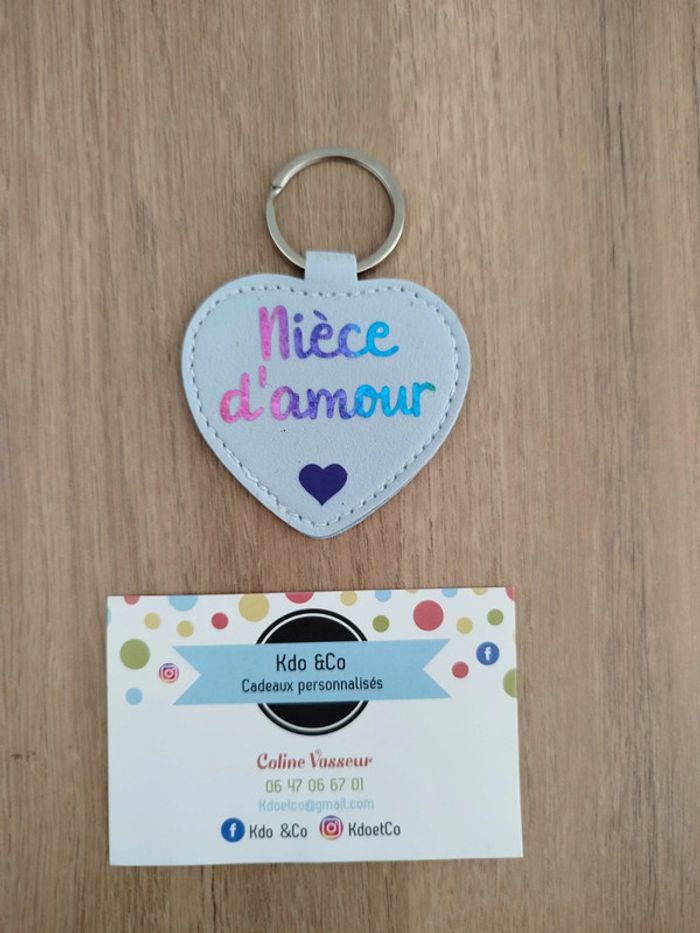 Nièce
d'amour
Kdo &Co
Cadeaux personnalisés
Coline Vasseur
06 47 06 67 01
Kdoetco@gmail.com
Kdo &Co KdoetCo